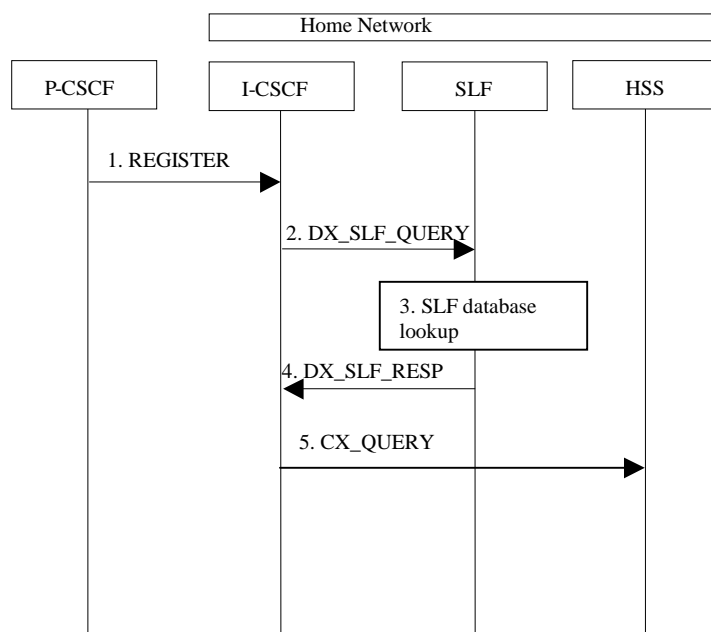 Home Network
P-CSCF
I-CSCF
SLF
HSS
1. REGISTER
2. DX_SLF_QUERY
3. SLF database
lookup
4. DX_SLF_RESP
5. CX_QUERY